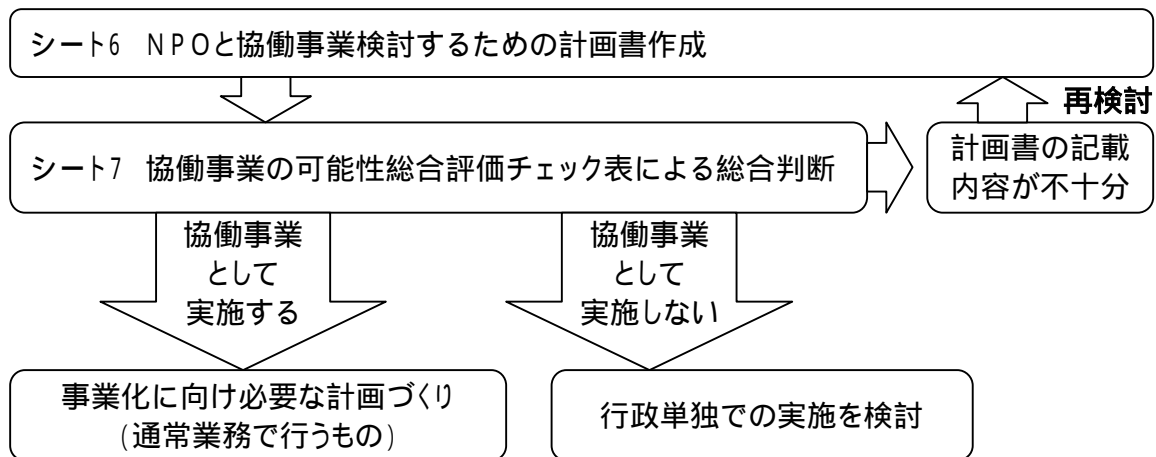 シート6 NPOと協働事業検討するための計画書作成
再検討
シート7 協働事業の可能性総合評価チェック表による総合判断
計画書の記載
内容が不十分
協働事業
として
実施する
協働事業
として
実施しない
事業化に向け必要な計画づくり
(通常業務で行うもの)
行政単独での実施を検討